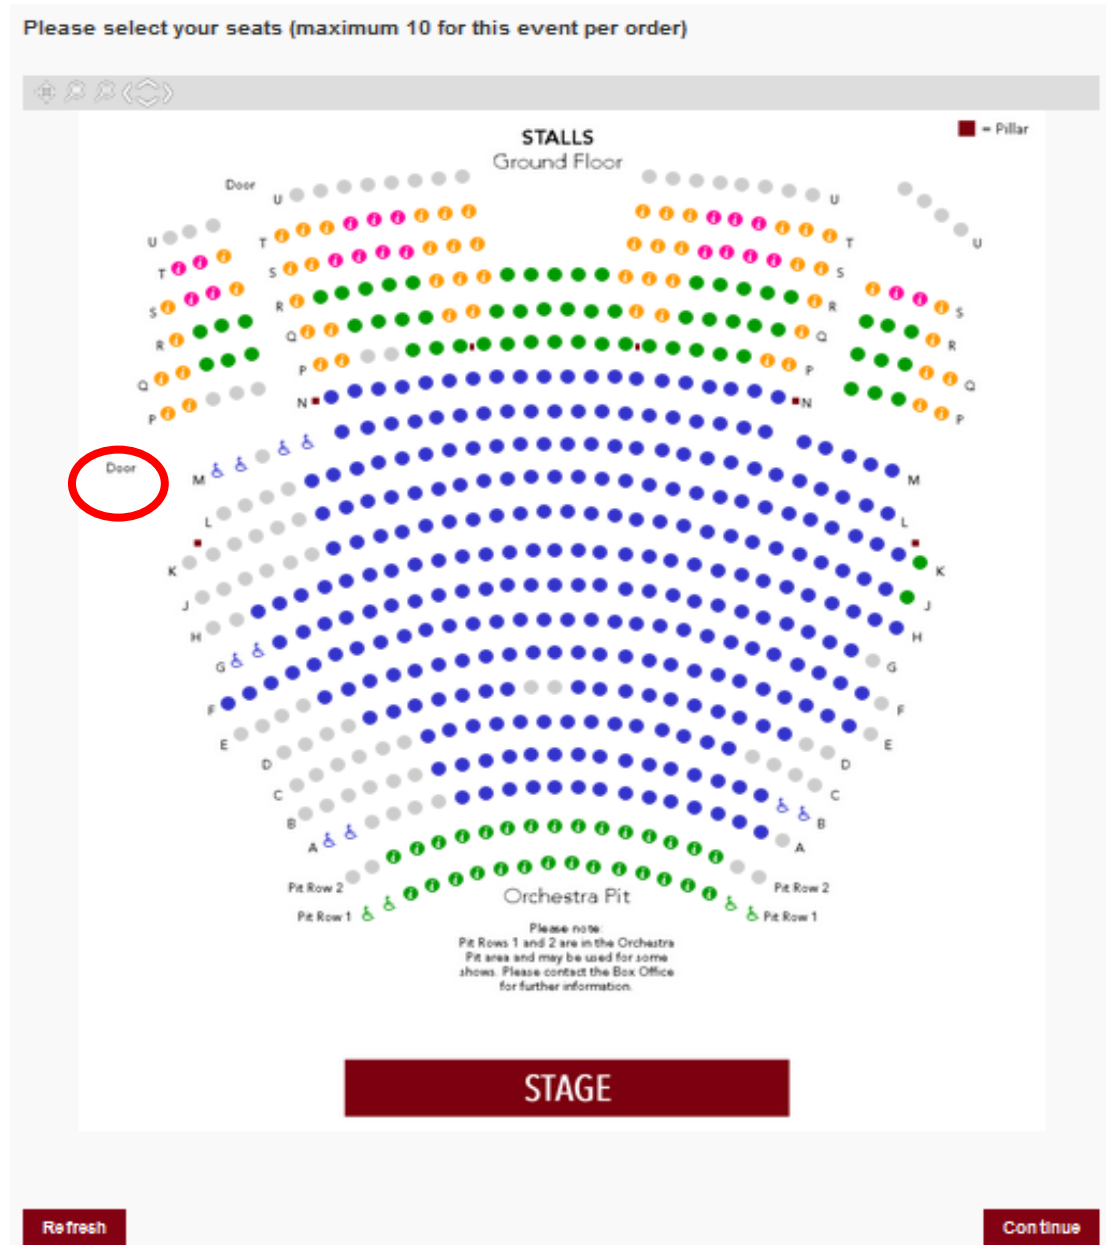 Please select your seats (maximum 10 for this event per order)
= Pillar
STALLS
Ground Floor
Door
U U U U
T T T
S S S
R R R R
Q Q Q Q
P P P P
N N
Door
M M
L L
K K
J J
H H
G G
F F
E E
D D
C C
B B
A A
Pit Row 2 Pit Row 2
Pit Row 1 Orchestra Pit Pit Row 1
Please note:
Pit Rows 1 and 2 are in the Orchestra
Pit area and may be used for some
shows. Please contact the Box Office
for further information.
STAGE
Refresh Continue